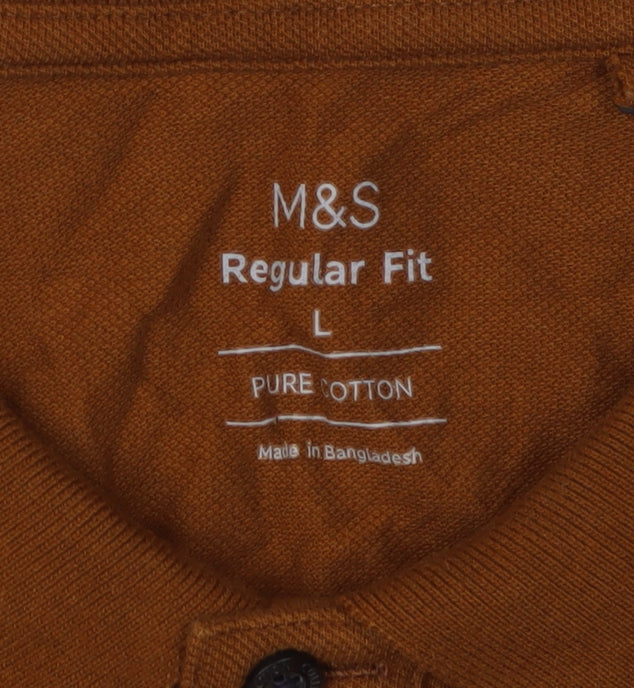 M&S
Regular Fit
L
PURE COTTON
Made in Bangladesh